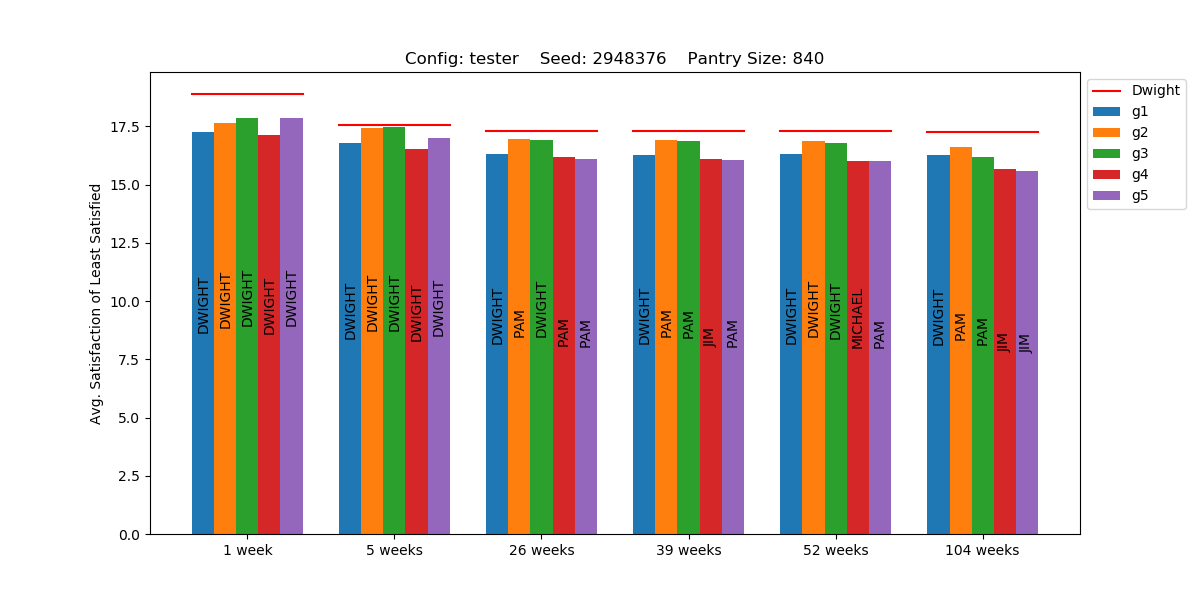 Config: tester    Seed: 2948376    Pantry Size: 840
Avg. Satisfaction of Least Satisfied
17.5
15.0
12.5
10.0
7.5
5.0
2.5
0.0
DWIGHT
DWIGHT
DWIGHT
DWIGHT
DWIGHT
DWIGHT
DWIGHT
DWIGHT
DWIGHT
DWIGHT
DWIGHT
PAM
DWIGHT
PAM
PAM
DWIGHT
PAM
PAM
JIM
PAM
DWIGHT
DWIGHT
DWIGHT
MICHAEL
PAM
DWIGHT
PAM
PAM
JIM
JIM
1 week
5 weeks
26 weeks
39 weeks
52 weeks
104 weeks
Dwight
g1
g2
g3
g4
g5